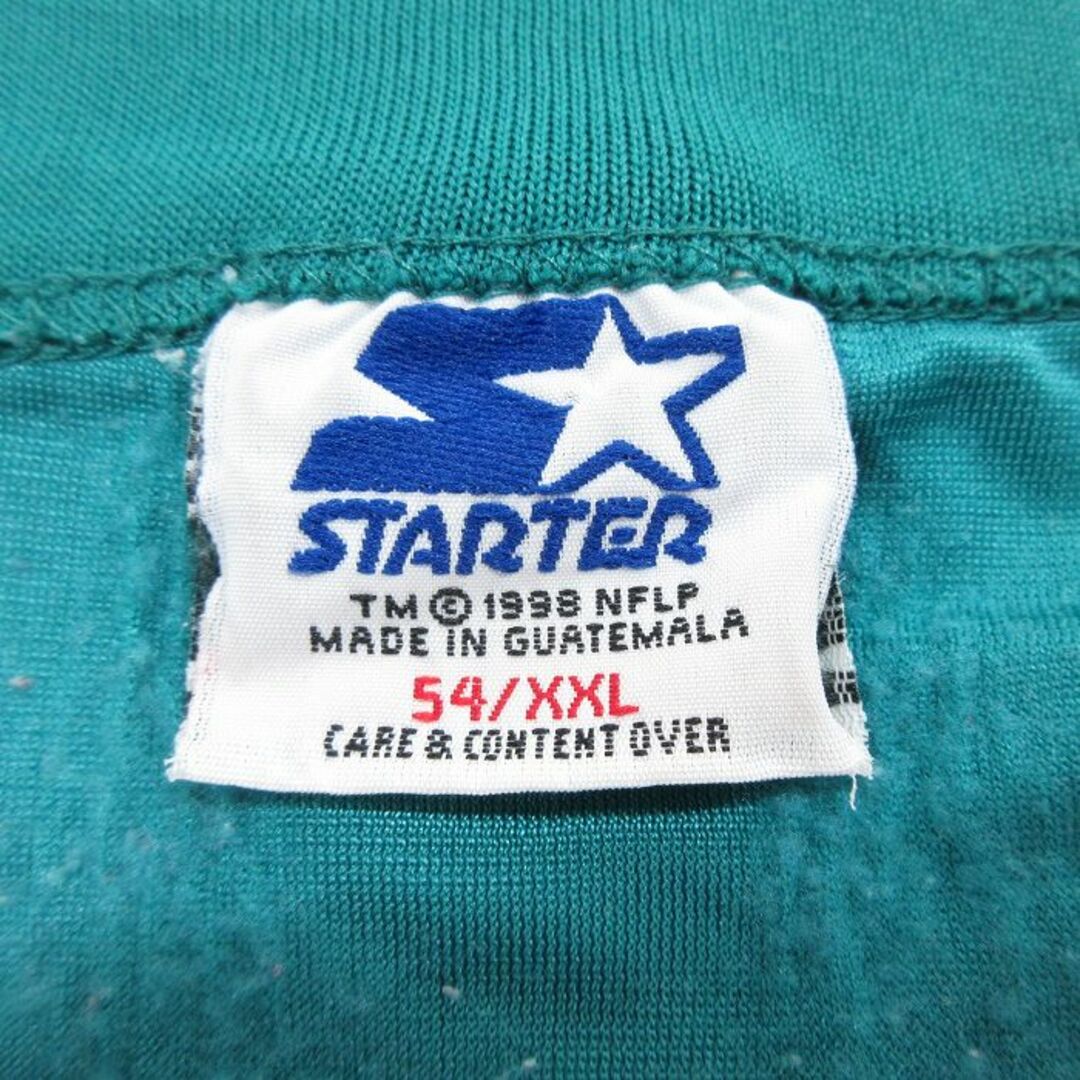 STARTER
TM © 1998 NFLP
MADE IN GUATEMALA
54/XXL
CARE & CONTENT OVER